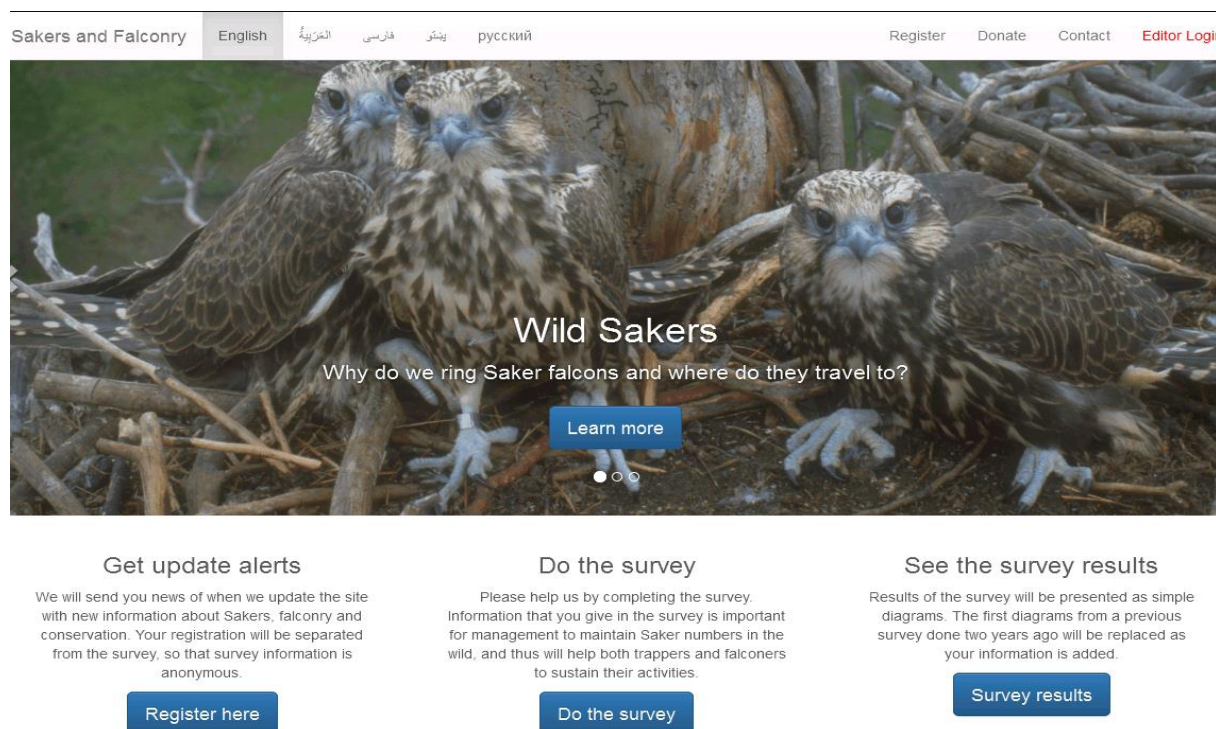 Sakers and Falconry English العَرَبِيةُ فارسی پښتو русский Register Donate Contact Editor Login
Wild Sakers
Why do we ring Saker falcons and where do they travel to?
Learn more
Get update alerts
We will send you news of when we update the site
with new information about Sakers, falconry and
conservation. Your registration will be separated
from the survey, so that survey information is
anonymous.
Register here
Do the survey
Please help us by completing the survey.
Information that you give in the survey is important
for management to maintain Saker numbers in the
wild, and thus will help both trappers and falconers
to sustain their activities.
Do the survey
See the survey results
Results of the survey will be presented as simple
diagrams. The first diagrams from a previous
survey done two years ago will be replaced as
your information is added.
Survey results